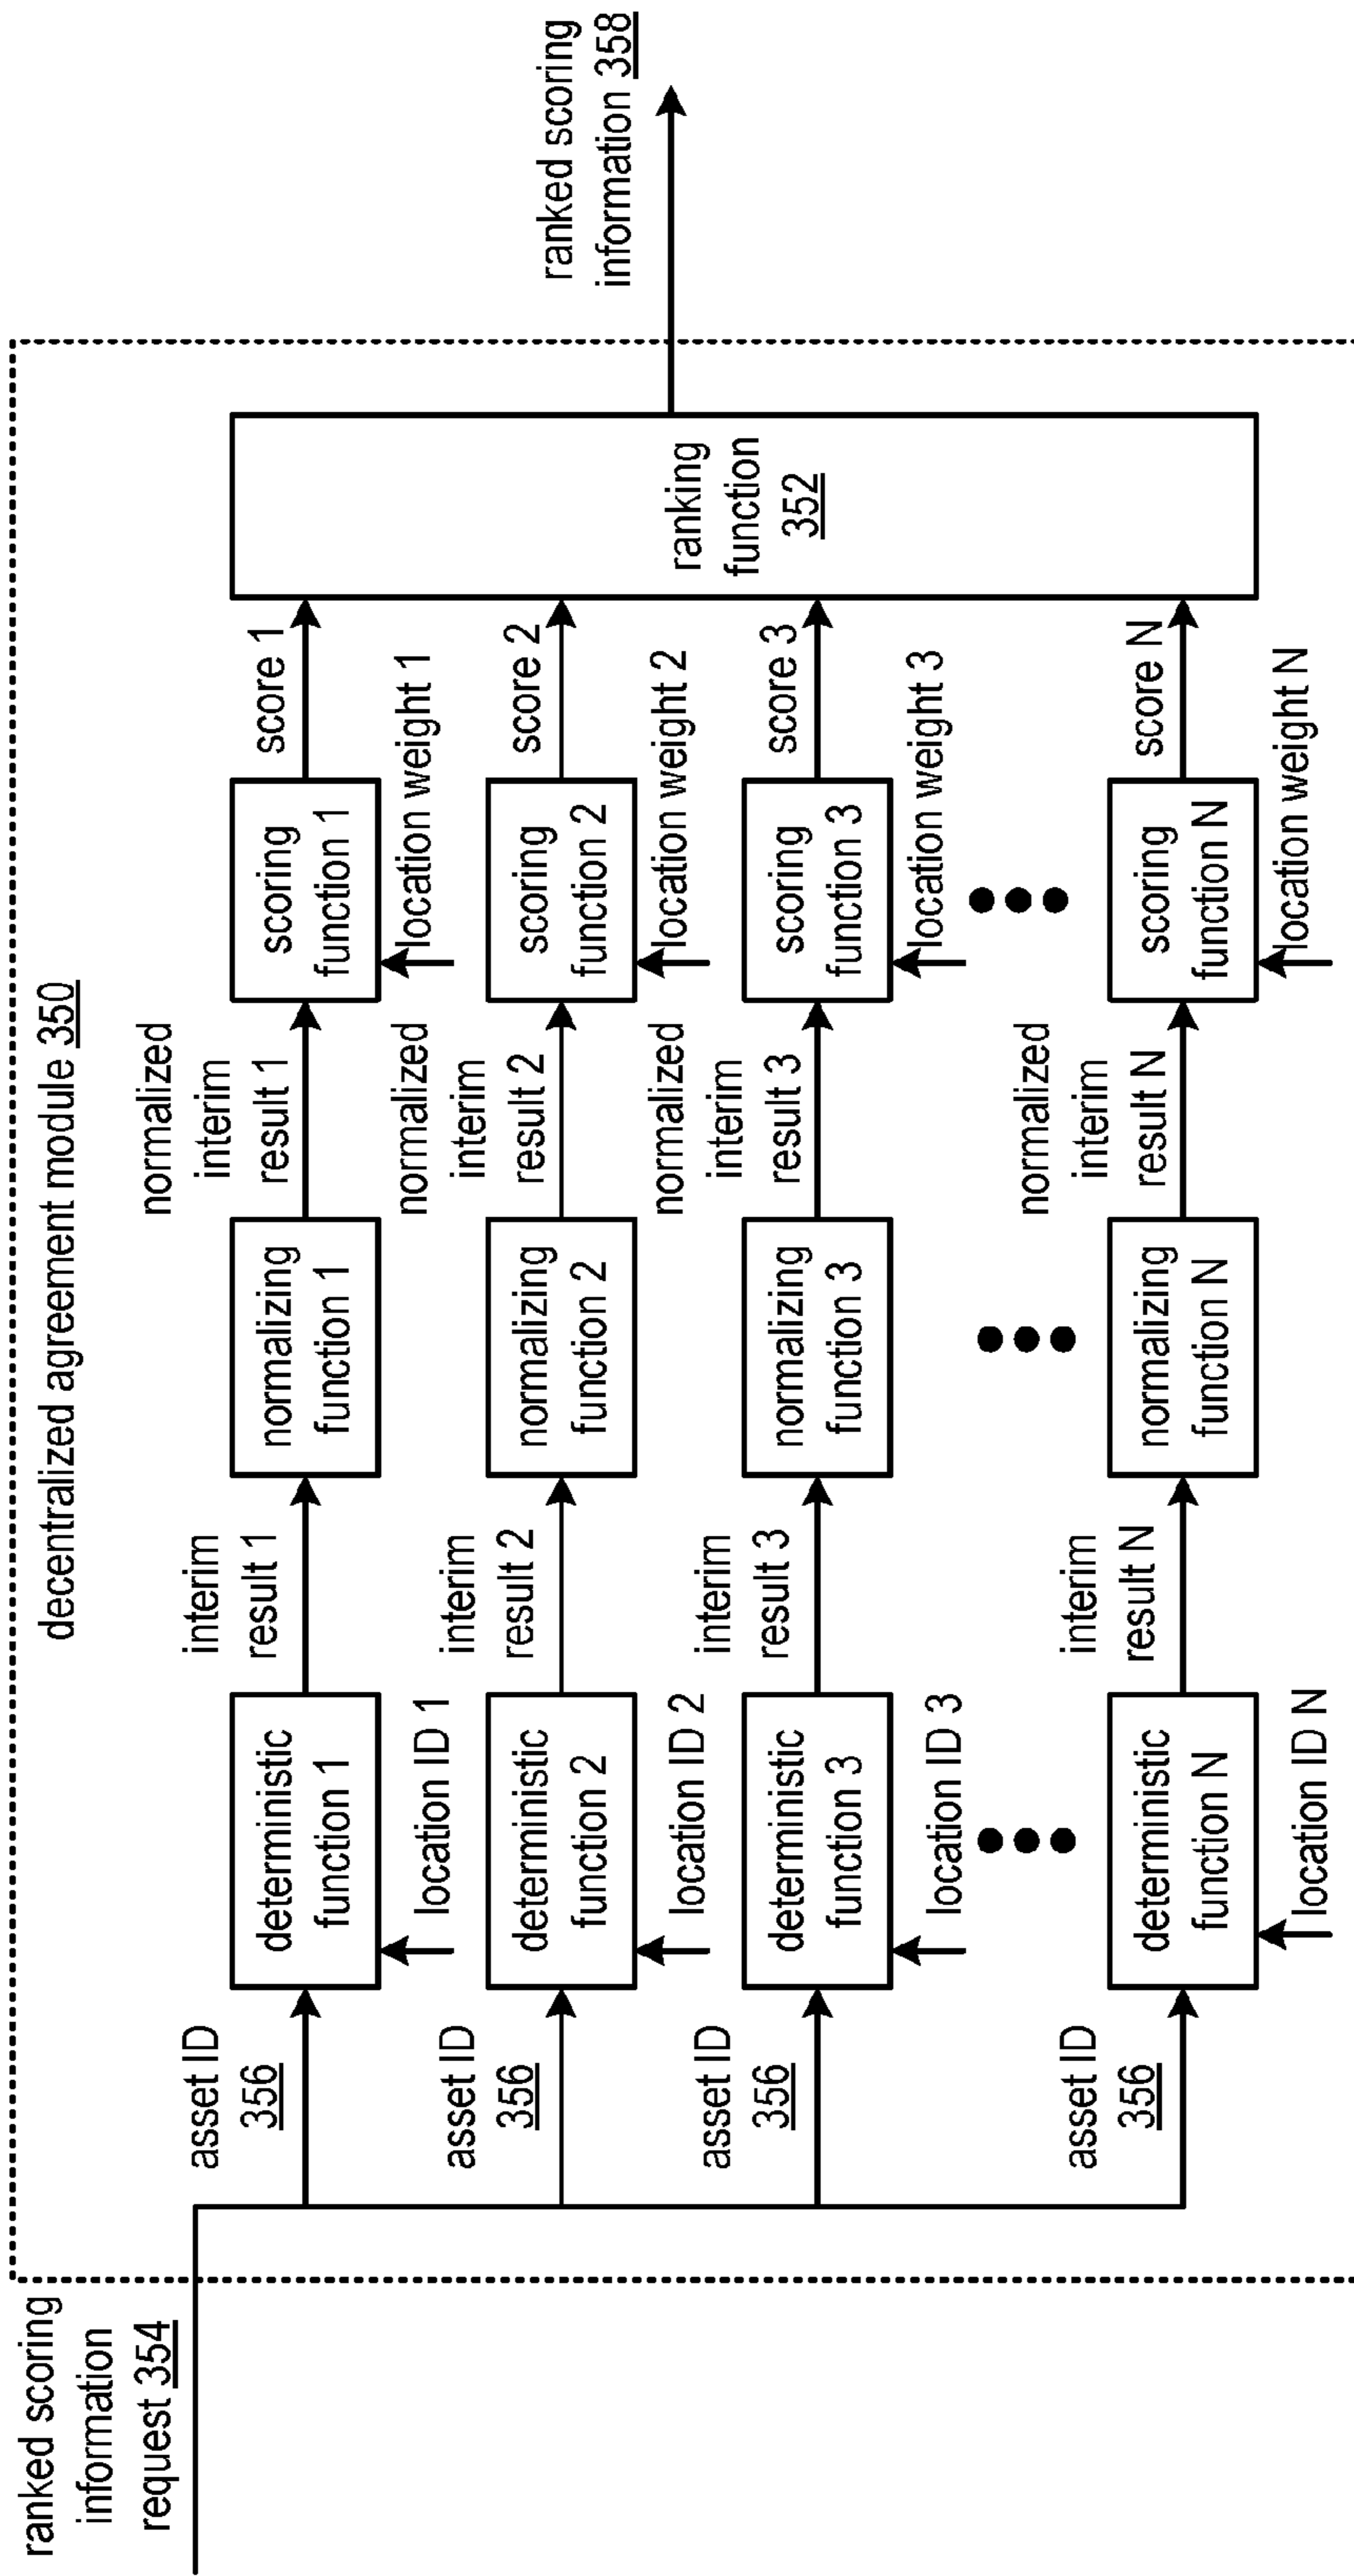 ranked scoring
information
request 354
decentralized agreement module 350
asset ID
356
deterministic
function 1
location ID 1
interim
result 1
normalizing
function 1
normalized
interim
result 1
scoring
function 1
location weight 1
score 1
asset ID
356
deterministic
function 2
location ID 2
interim
result 2
normalizing
function 2
normalized
interim
result 2
scoring
function 2
location weight 2
score 2
asset ID
356
deterministic
function 3
location ID 3
interim
result 3
normalizing
function 3
normalized
interim
result 3
scoring
function 3
location weight 3
score 3
asset ID
356
deterministic
function N
location ID N
interim
result N
normalizing
function N
normalized
interim
result N
scoring
function N
location weight N
score N
ranking
function
352
ranked scoring
information 358